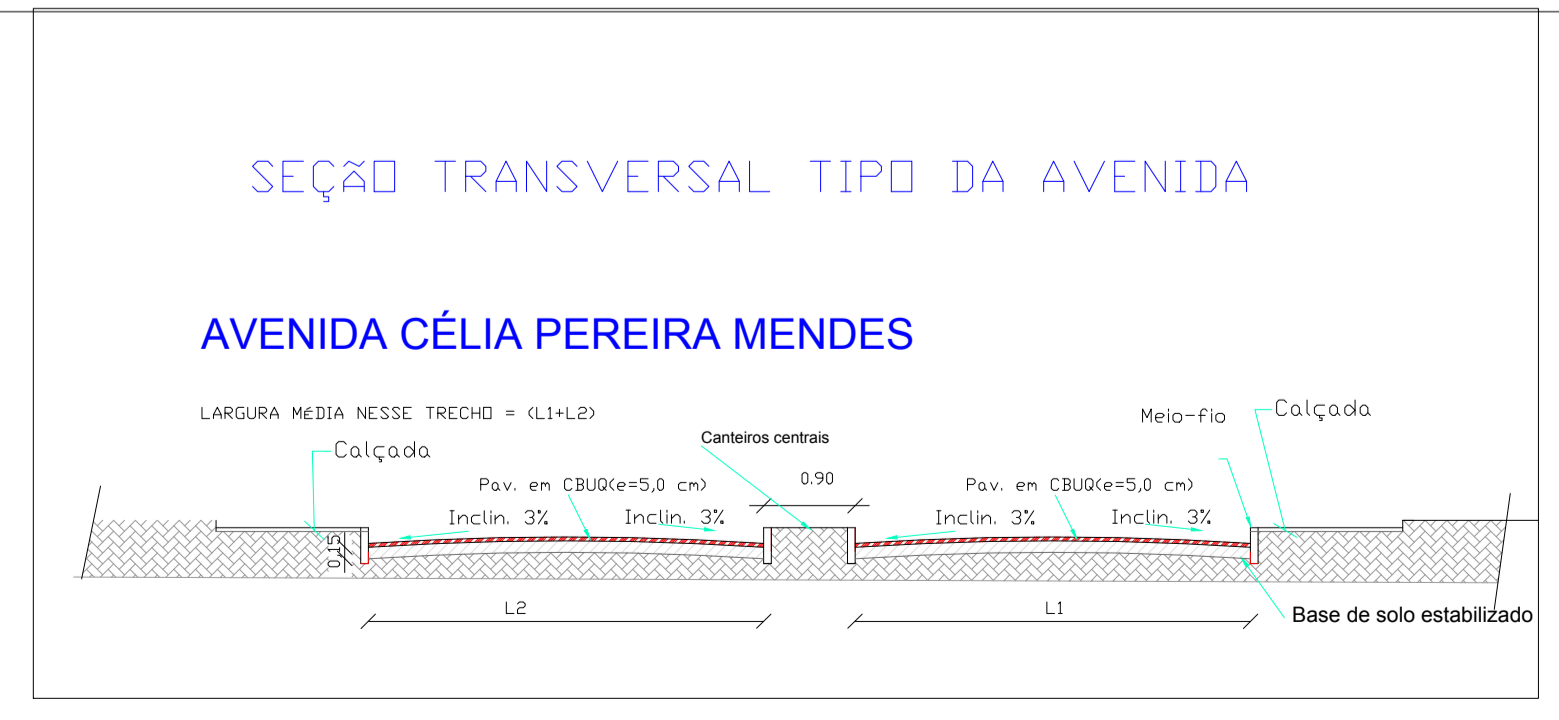 SEÇÃO TRANSVERSAL TIPO DA AVENIDA
AVENIDA CÉLIA PEREIRA MENDES
LARGURA MÉDIA NESSE TRECHO = (L1+L2)
Meio-fio
Calçada
Calçada
Canteiros centrais
Pav. em CBUQ(e=5,0 cm)
0.90
Pav. em CBUQ(e=5,0 cm)
Inclin. 3%
Inclin. 3%
Inclin. 3%
Inclin. 3%
0,15
L2
L1
Base de solo estabilizado